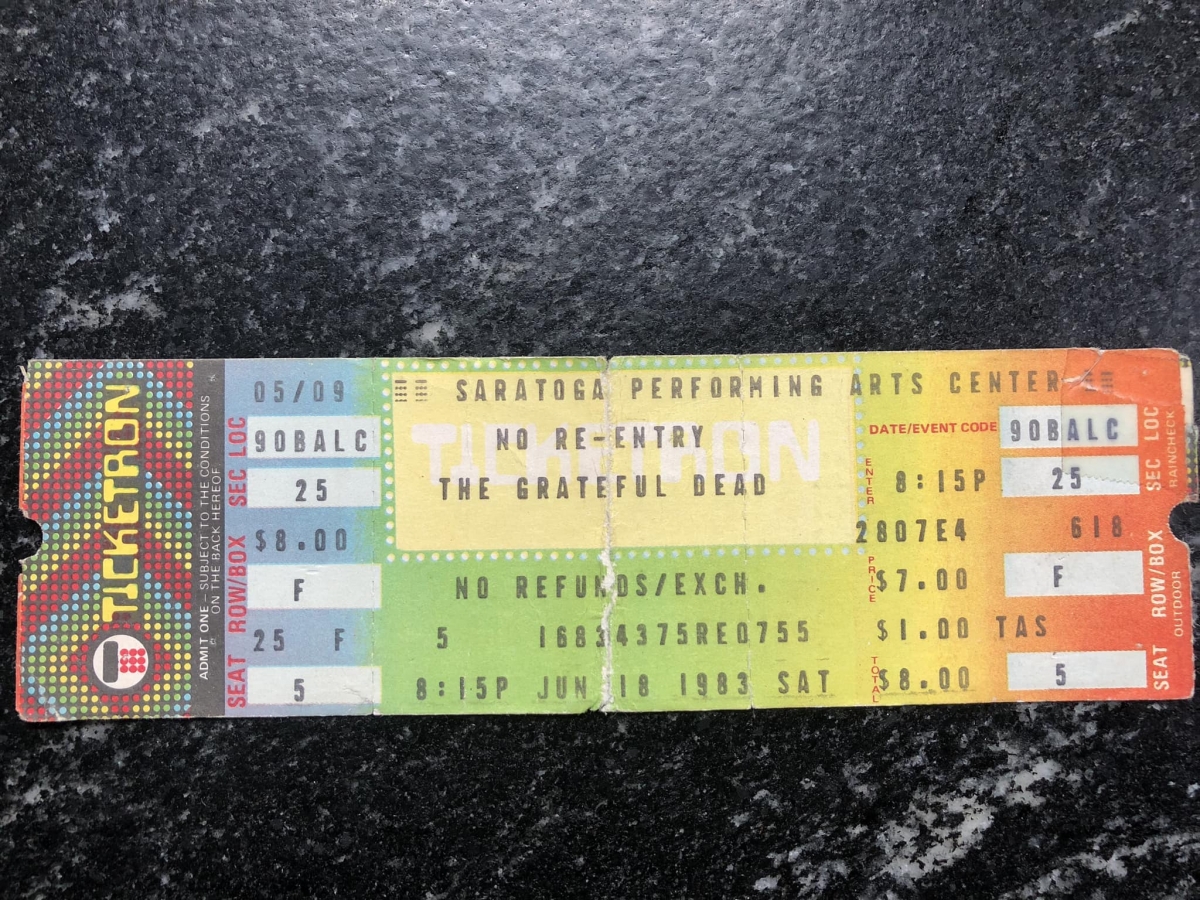 TICKETRON
ADMIT ONE – SUBJECT TO THE CONDITIONS
ON THE BACK HEREOF
SEAT ROW/BOX SEC LOC
05/09
90BALC
25
$8.00
F
25 F
5
SARATOGA PERFORMING ARTS CENTER
NO RE-ENTRY
TICKETRON
THE GRATEFUL DEAD
NO REFUNDS/EXCH.
5 16834375RE0755
8:15P JUN 18 1983 SAT
DATE/EVENT CODE
ENTER 8:15P
2807E4 618
PRICE $7.00
$1.00 TAS
TOTAL $8.00
90BALC
25
F
5
SEAT ROW/BOX SEC LOC
OUTDOOR RAINCHECK